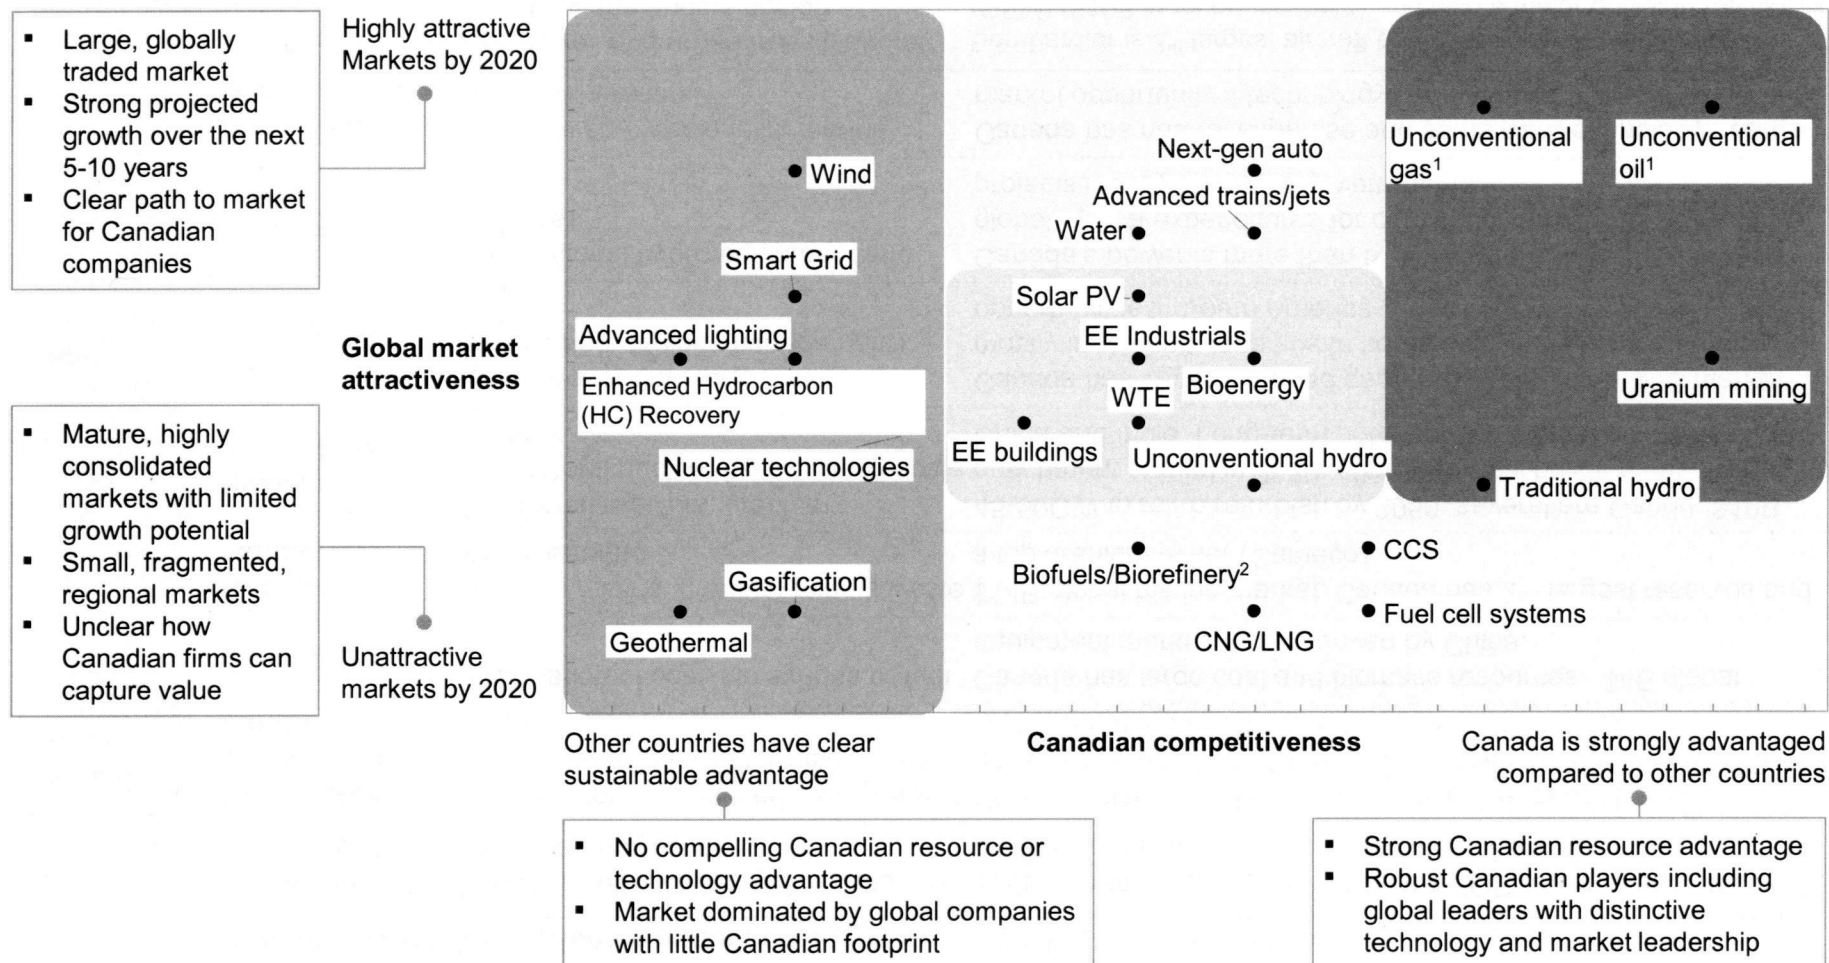 ▪ Large, globally
traded market
▪ Strong projected
growth over the next
5-10 years
▪ Clear path to market
for Canadian
companies
Highly attractive
Markets by 2020
Global market
attractiveness
▪ Mature, highly
consolidated
markets with limited
growth potential
▪ Small, fragmented,
regional markets
▪ Unclear how
Canadian firms can
capture value
Unattractive
markets by 2020
Wind
Smart Grid
Advanced lighting
Enhanced Hydrocarbon
(HC) Recovery
Nuclear technologies
Gasification
Geothermal
Next-gen auto
Advanced trains/jets
Water
Solar PV
EE Industrials
Bioenergy
WTE
EE buildings
Unconventional hydro
Biofuels/Biorefinery²
CCS
Fuel cell systems
CNG/LNG
Unconventional
gas¹
Unconventional
oil¹
Uranium mining
Traditional hydro
Other countries have clear
sustainable advantage
Canadian competitiveness
Canada is strongly advantaged
compared to other countries
▪ No compelling Canadian resource or
technology advantage
▪ Market dominated by global companies
with little Canadian footprint
▪ Strong Canadian resource advantage
▪ Robust Canadian players including
global leaders with distinctive
technology and market leadership